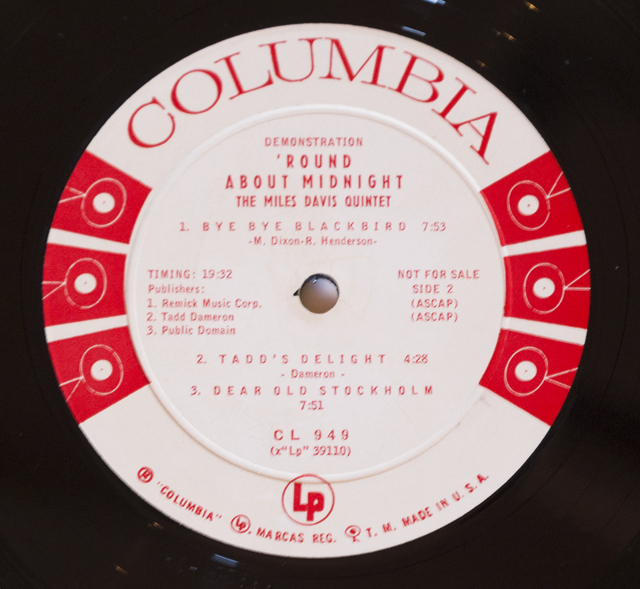 COLUMBIA
DEMONSTRATION
'ROUND
ABOUT MIDNIGHT
THE MILES DAVIS QUINTET
1. BYE BYE BLACKBIRD 7:53
-M. Dixon-R. Henderson-
TIMING: 19:32
Publishers:
1. Remick Music Corp.
2. Tadd Dameron
3. Public Domain
NOT FOR SALE
SIDE 2
(ASCAP)
(ASCAP)
2. TADD'S DELIGHT 4:28
- Dameron -
3. DEAR OLD STOCKHOLM
7:51
CL 949
(x"Lp" 39110)
Lp
"COLUMBIA" Lp. MARCAS REG. T. M. MADE IN U. S. A.